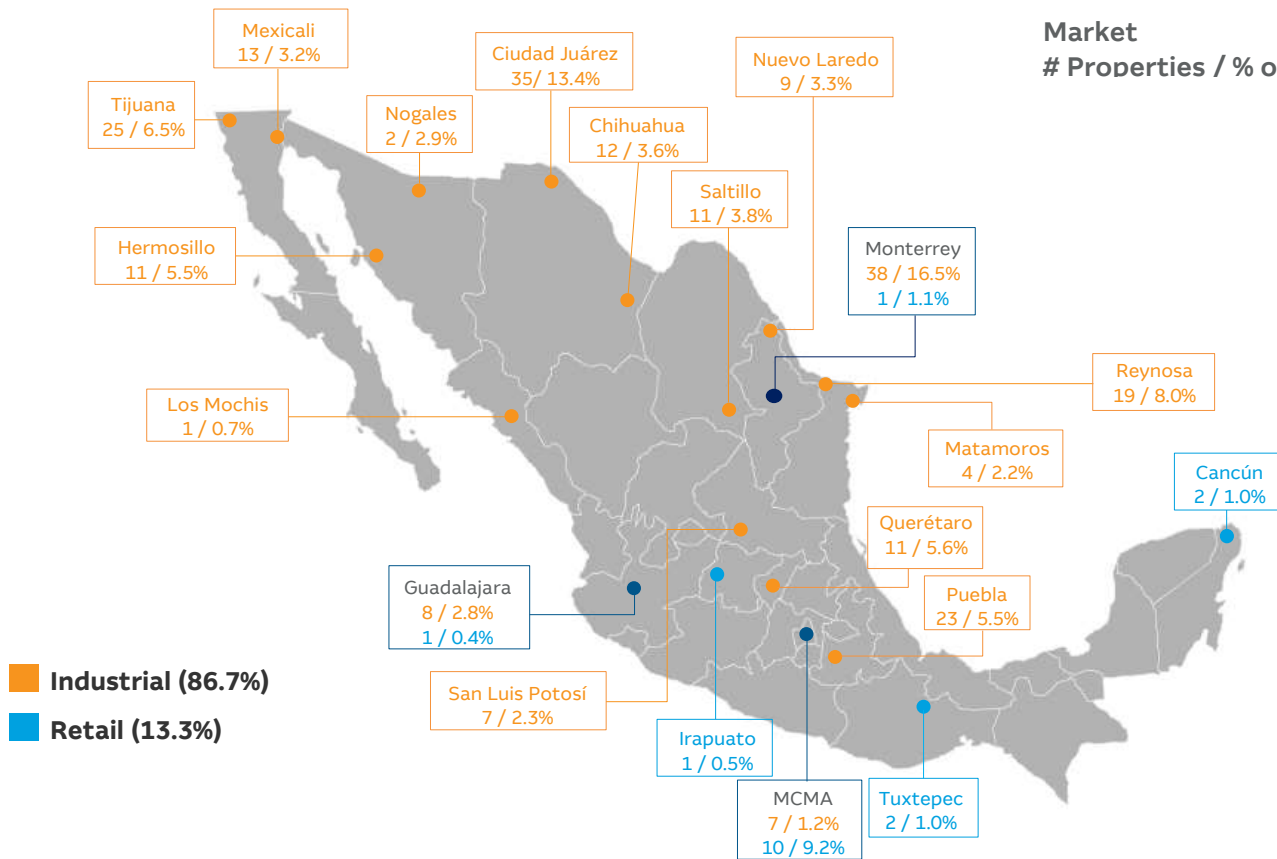 Market
# Properties / % o
Mexicali
13 / 3.2%
Ciudad Juárez
35/ 13.4%
Nuevo Laredo
9 / 3.3%
Tijuana
25 / 6.5%
Nogales
2 / 2.9%
Chihuahua
12 / 3.6%
Saltillo
11 / 3.8%
Hermosillo
11 / 5.5%
Monterrey
38 / 16.5%
1 / 1.1%
Reynosa
19 / 8.0%
Los Mochis
1 / 0.7%
Matamoros
4 / 2.2%
Cancún
2 / 1.0%
Querétaro
11 / 5.6%
Guadalajara
8 / 2.8%
1 / 0.4%
Puebla
23 / 5.5%
Industrial (86.7%)
Retail (13.3%)
San Luis Potosí
7 / 2.3%
Irapuato
1 / 0.5%
MCMA
7 / 1.2%
10 / 9.2%
Tuxtepec
2 / 1.0%